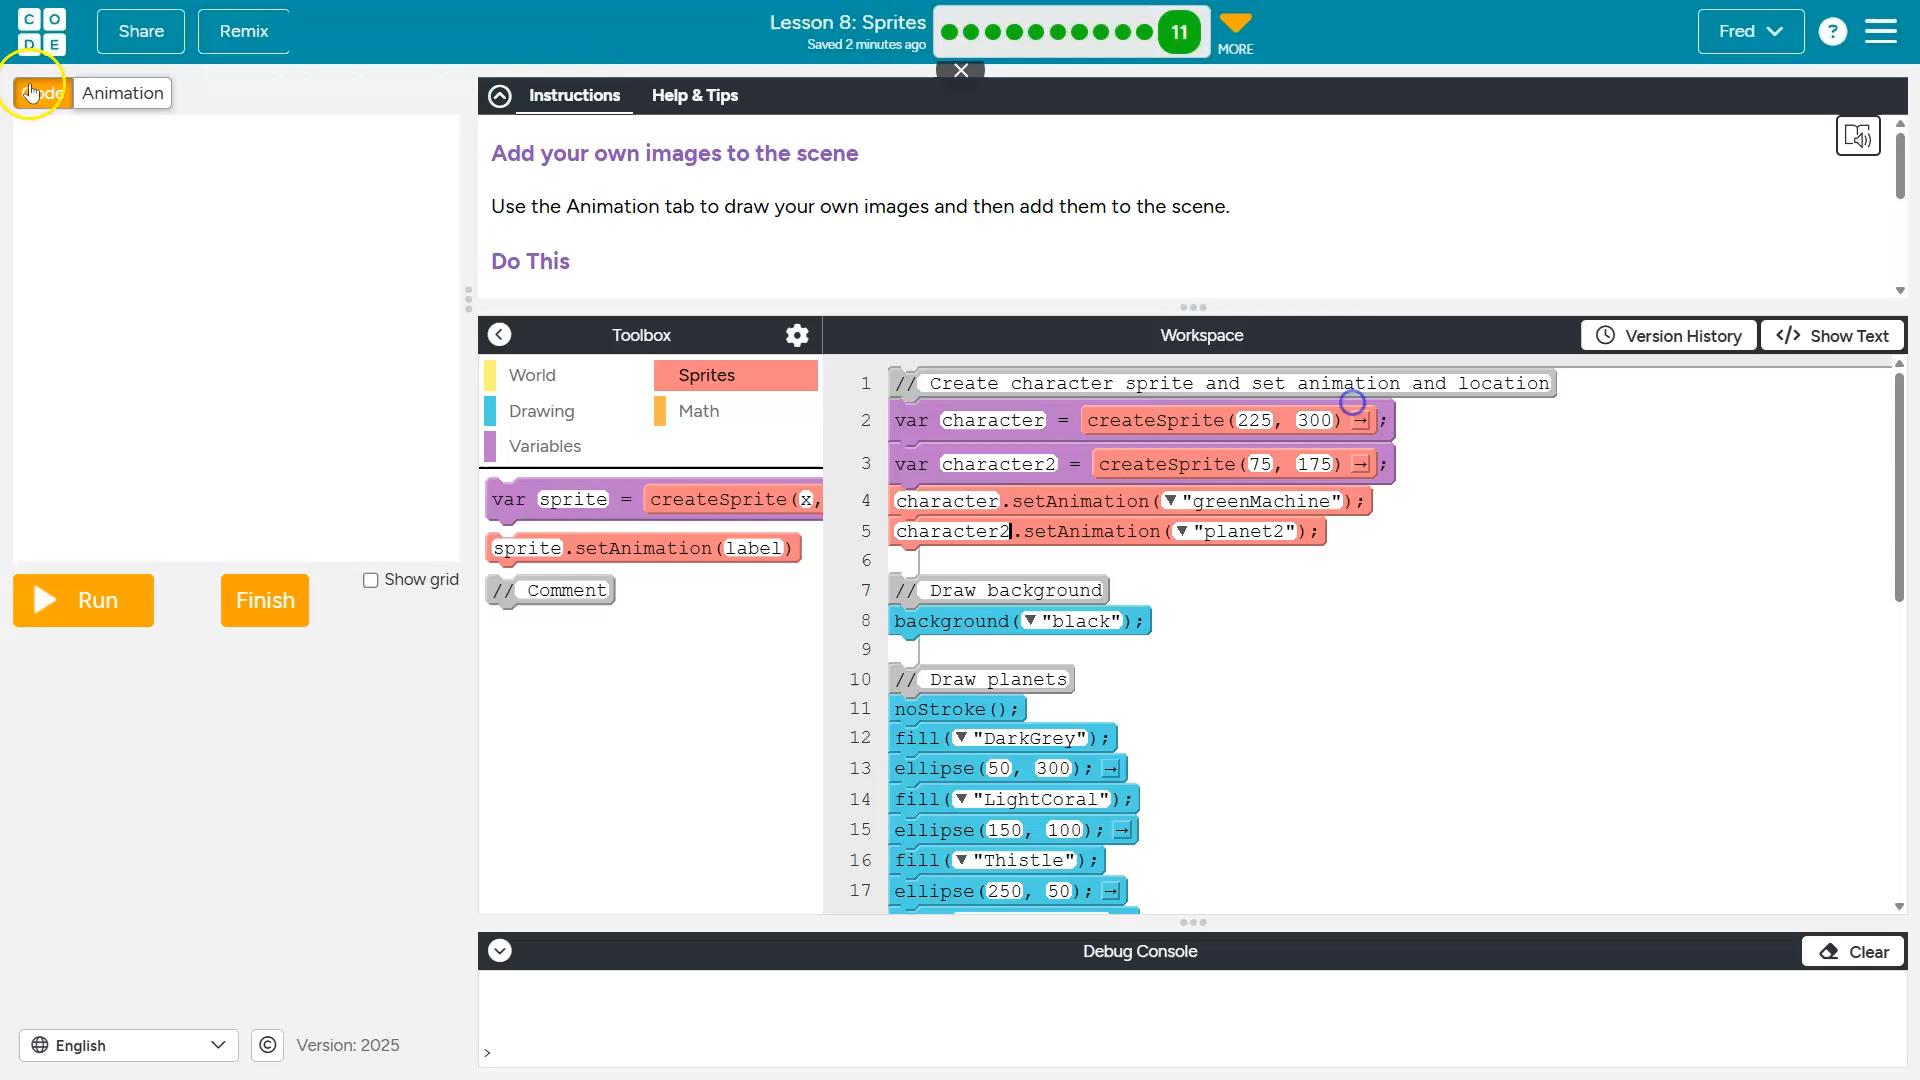 CO
DE
Share
Remix
Lesson 8: Sprites
Saved 2 minutes ago
11
MORE
Fred
?
Code
Animation
Instructions
Help & Tips
Add your own images to the scene
Use the Animation tab to draw your own images and then add them to the scene.
Do This
Toolbox
Workspace
Version History
</> Show Text
World
Sprites
Drawing
Math
Variables
var sprite = createSprite(x,
sprite.setAnimation(label)
// Comment
1 // Create character sprite and set animation and location
2 var character = createSprite(225, 300) → ;
3 var character2 = createSprite(75, 175) → ;
4 character.setAnimation(▼ "greenMachine");
5 character2.setAnimation(▼ "planet2");
6
7 // Draw background
8 background(▼ "black");
9
10 // Draw planets
11 noStroke();
12 fill(▼ "DarkGrey");
13 ellipse(50, 300); →
14 fill(▼ "LightCoral");
15 ellipse(150, 100); →
16 fill(▼ "Thistle");
17 ellipse(250, 50); →
Run
Finish
Show grid
Debug Console
Clear
>
English
©
Version: 2025